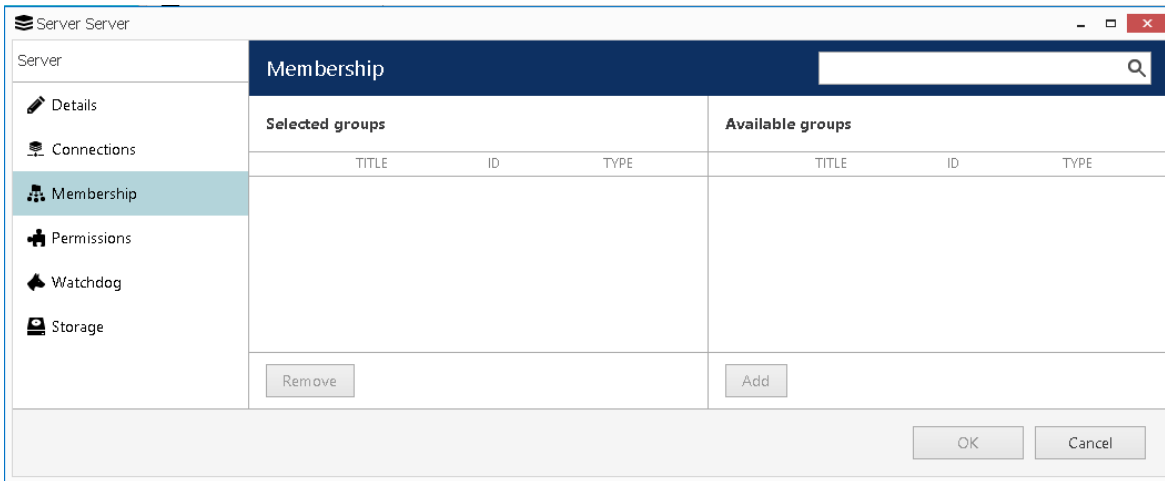 Server Server
Server
Details
Connections
Membership
Permissions
Watchdog
Storage
Membership
Selected groups
TITLE ID TYPE
Remove
Available groups
TITLE ID TYPE
Add
OK Cancel